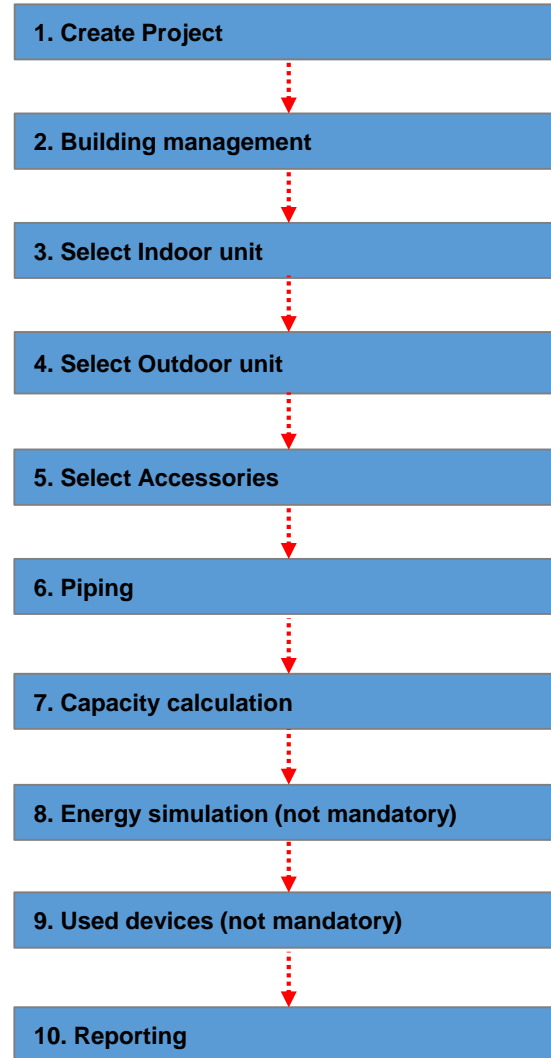 1. Create Project
2. Building management
3. Select Indoor unit
4. Select Outdoor unit
5. Select Accessories
6. Piping
7. Capacity calculation
8. Energy simulation (not mandatory)
9. Used devices (not mandatory)
10. Reporting